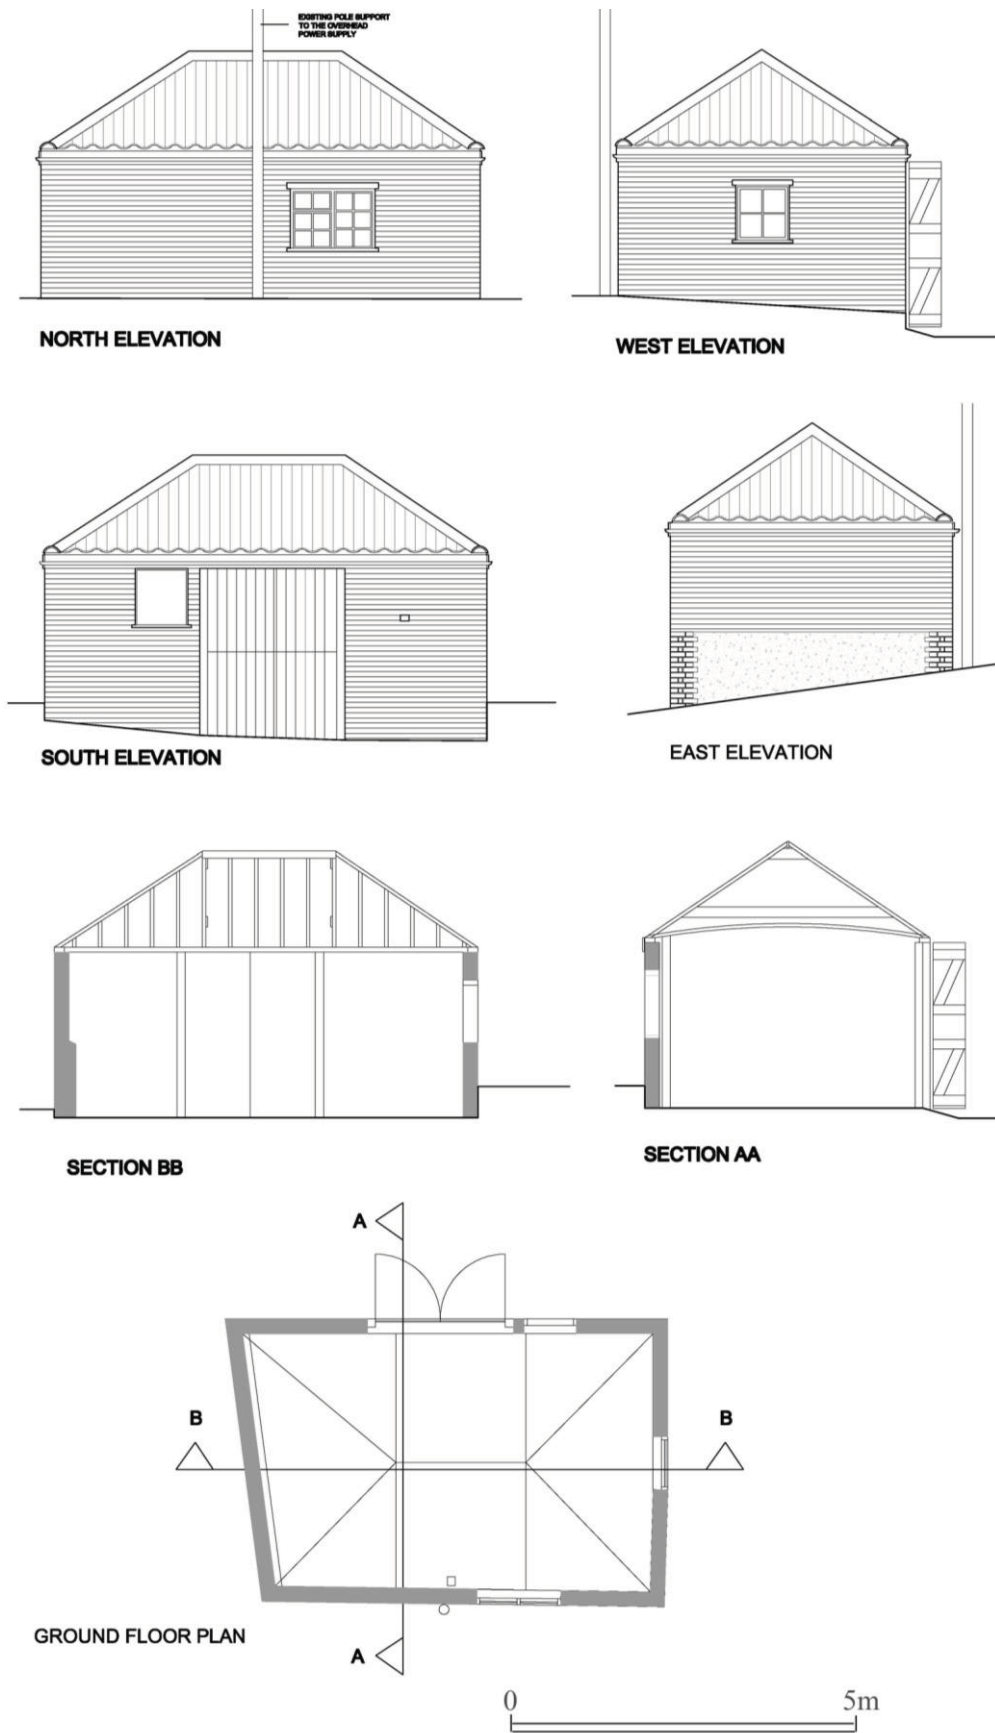 EXISTING POLE SUPPORT
TO THE OVERHEAD
POWER SUPPLY
NORTH ELEVATION
WEST ELEVATION
SOUTH ELEVATION
EAST ELEVATION
SECTION BB
SECTION AA
A
B
B
A
GROUND FLOOR PLAN
0
5m